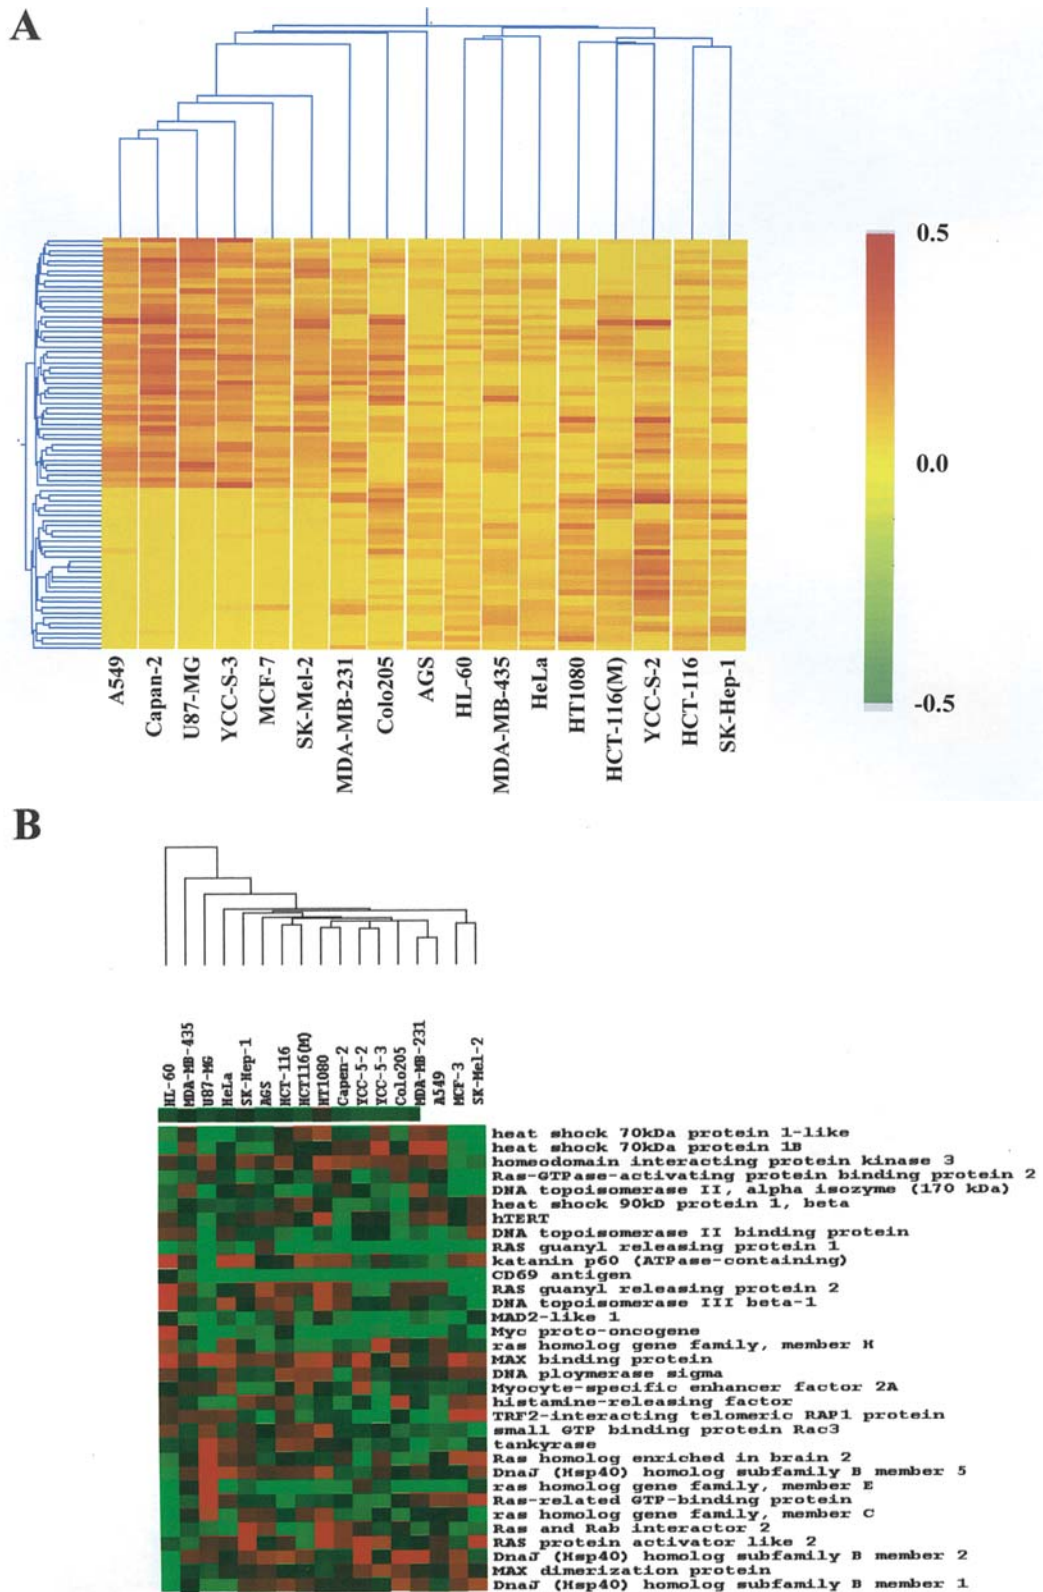 A
0.5
0.0
-0.5
A549
Capan-2
U87-MG
YCC-S-3
MCF-7
SK-Mel-2
MDA-MB-231
Colo205
AGS
HL-60
MDA-MB-435
HeLa
HT1080
HCT-116(M)
YCC-S-2
HCT-116
SK-Hep-1
B
HL-60
MDA-MB-435
U87-MG
HeLa
SK-Hep-1
AGS
HCT-116
HCT116(M)
HT1080
Capen-2
YCC-5-2
YCC-5-3
Colo205
MDA-MB-231
A549
MCF-3
SK-Mel-2
heat shock 70kDa protein 1-like
heat shock 70kDa protein 1B
homeodomain interacting protein kinase 3
Ras-GTPase-activating protein binding protein 2
DNA topoisomerase II, alpha isozyme (170 kDa)
heat shock 90kD protein 1, beta
hTERT
DNA topoisomerase II binding protein
RAS guanyl releasing protein 1
katanin p60 (ATPase-containing)
CD69 antigen
RAS guanyl releasing protein 2
DNA topoisomerase III beta-1
MAD2-like 1
Myc proto-oncogene
ras homolog gene family, member H
MAX binding protein
DNA ploymerase sigma
Myocyte-specific enhancer factor 2A
histamine-releasing factor
TRF2-interacting telomeric RAP1 protein
small GTP binding protein Rac3
tankyrase
Ras homolog enriched in brain 2
DnaJ (Hsp40) homolog subfamily B member 5
ras homolog gene family, member E
Ras-related GTP-binding protein
ras homolog gene family, member C
Ras and Rab interactor 2
RAS protein activator like 2
DnaJ (Hsp40) homolog subfamily B member 2
MAX dimerization protein
DnaJ (Hsp40) homolog subfamily B member 1